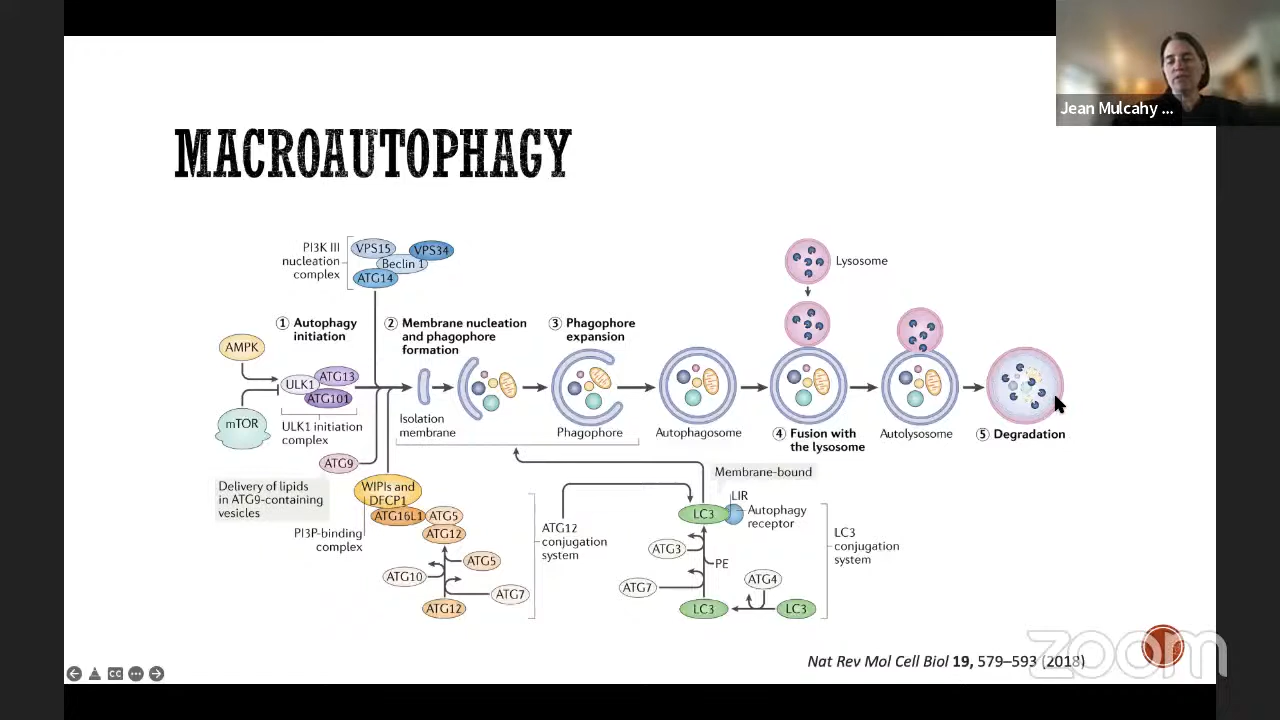 Jean Mulcahy ...
MACROAUTOPHAGY
PI3K III
nucleation
complex
VPS15
VPS34
Beclin 1
ATG14
Lysosome
① Autophagy
initiation
② Membrane nucleation
and phagophore
formation
③ Phagophore
expansion
AMPK
ULK1
ATG13
ATG101
mTOR
ULK1 initiation
complex
Isolation
membrane
Phagophore
Autophagosome
④ Fusion with
the lysosome
Autolysosome
⑤ Degradation
ATG9
Delivery of lipids
in ATG9-containing
vesicles
WIPIs and
DFCP1
ATG16L1
ATG5
ATG12
PI3P-binding
complex
ATG5
ATG10
ATG7
ATG12
ATG12
conjugation
system
Membrane-bound
LIR
LC3
Autophagy
receptor
ATG3
PE
ATG7
ATG4
LC3
LC3
LC3
conjugation
system
Nat Rev Mol Cell Biol 19, 579–593 (2018)
zoom
CC